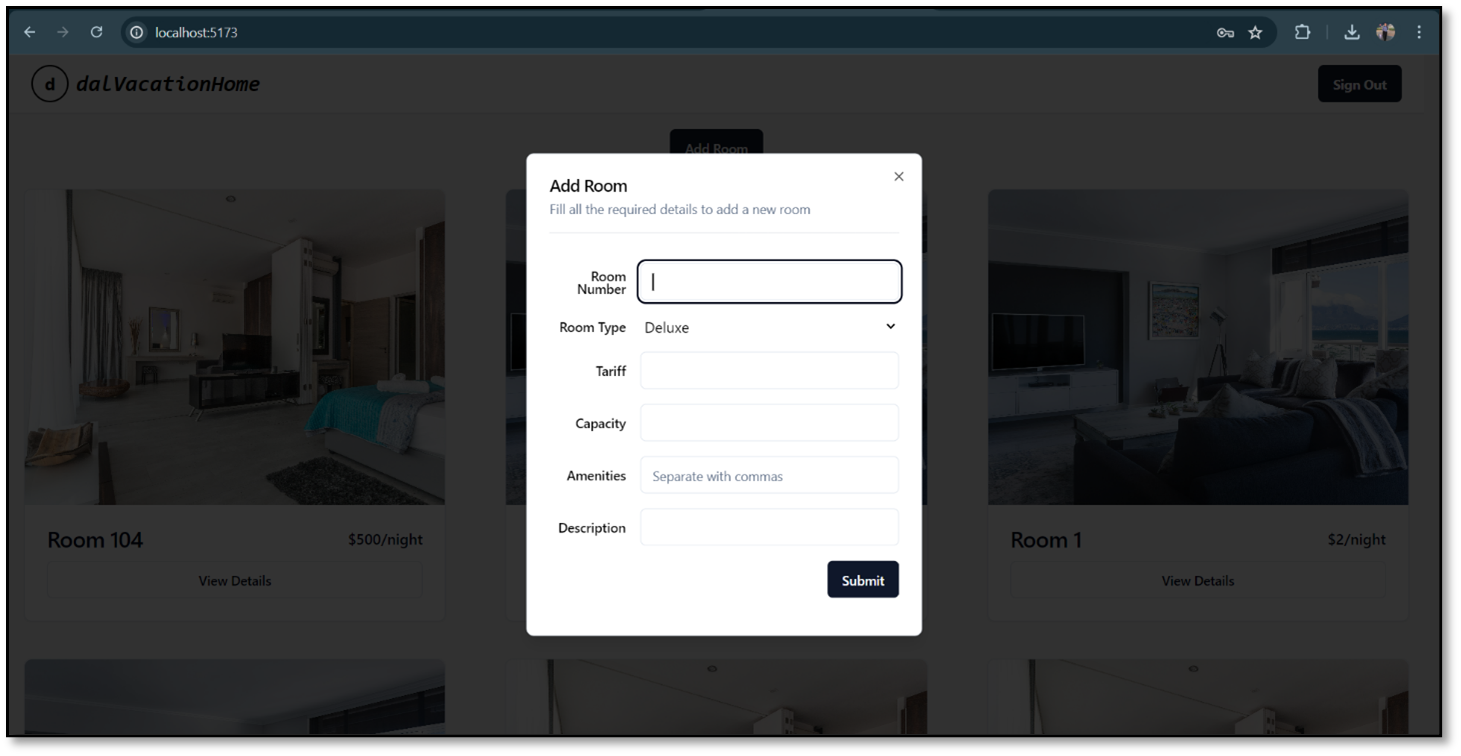 localhost:5173
d dalVacationHome
Sign Out
Add Room
Add Room
Fill all the required details to add a new room
Room
Number
Room Type Deluxe
Tariff
Capacity
Amenities Separate with commas
Description
Submit
Room 104 $500/night
View Details
Room 1 $2/night
View Details